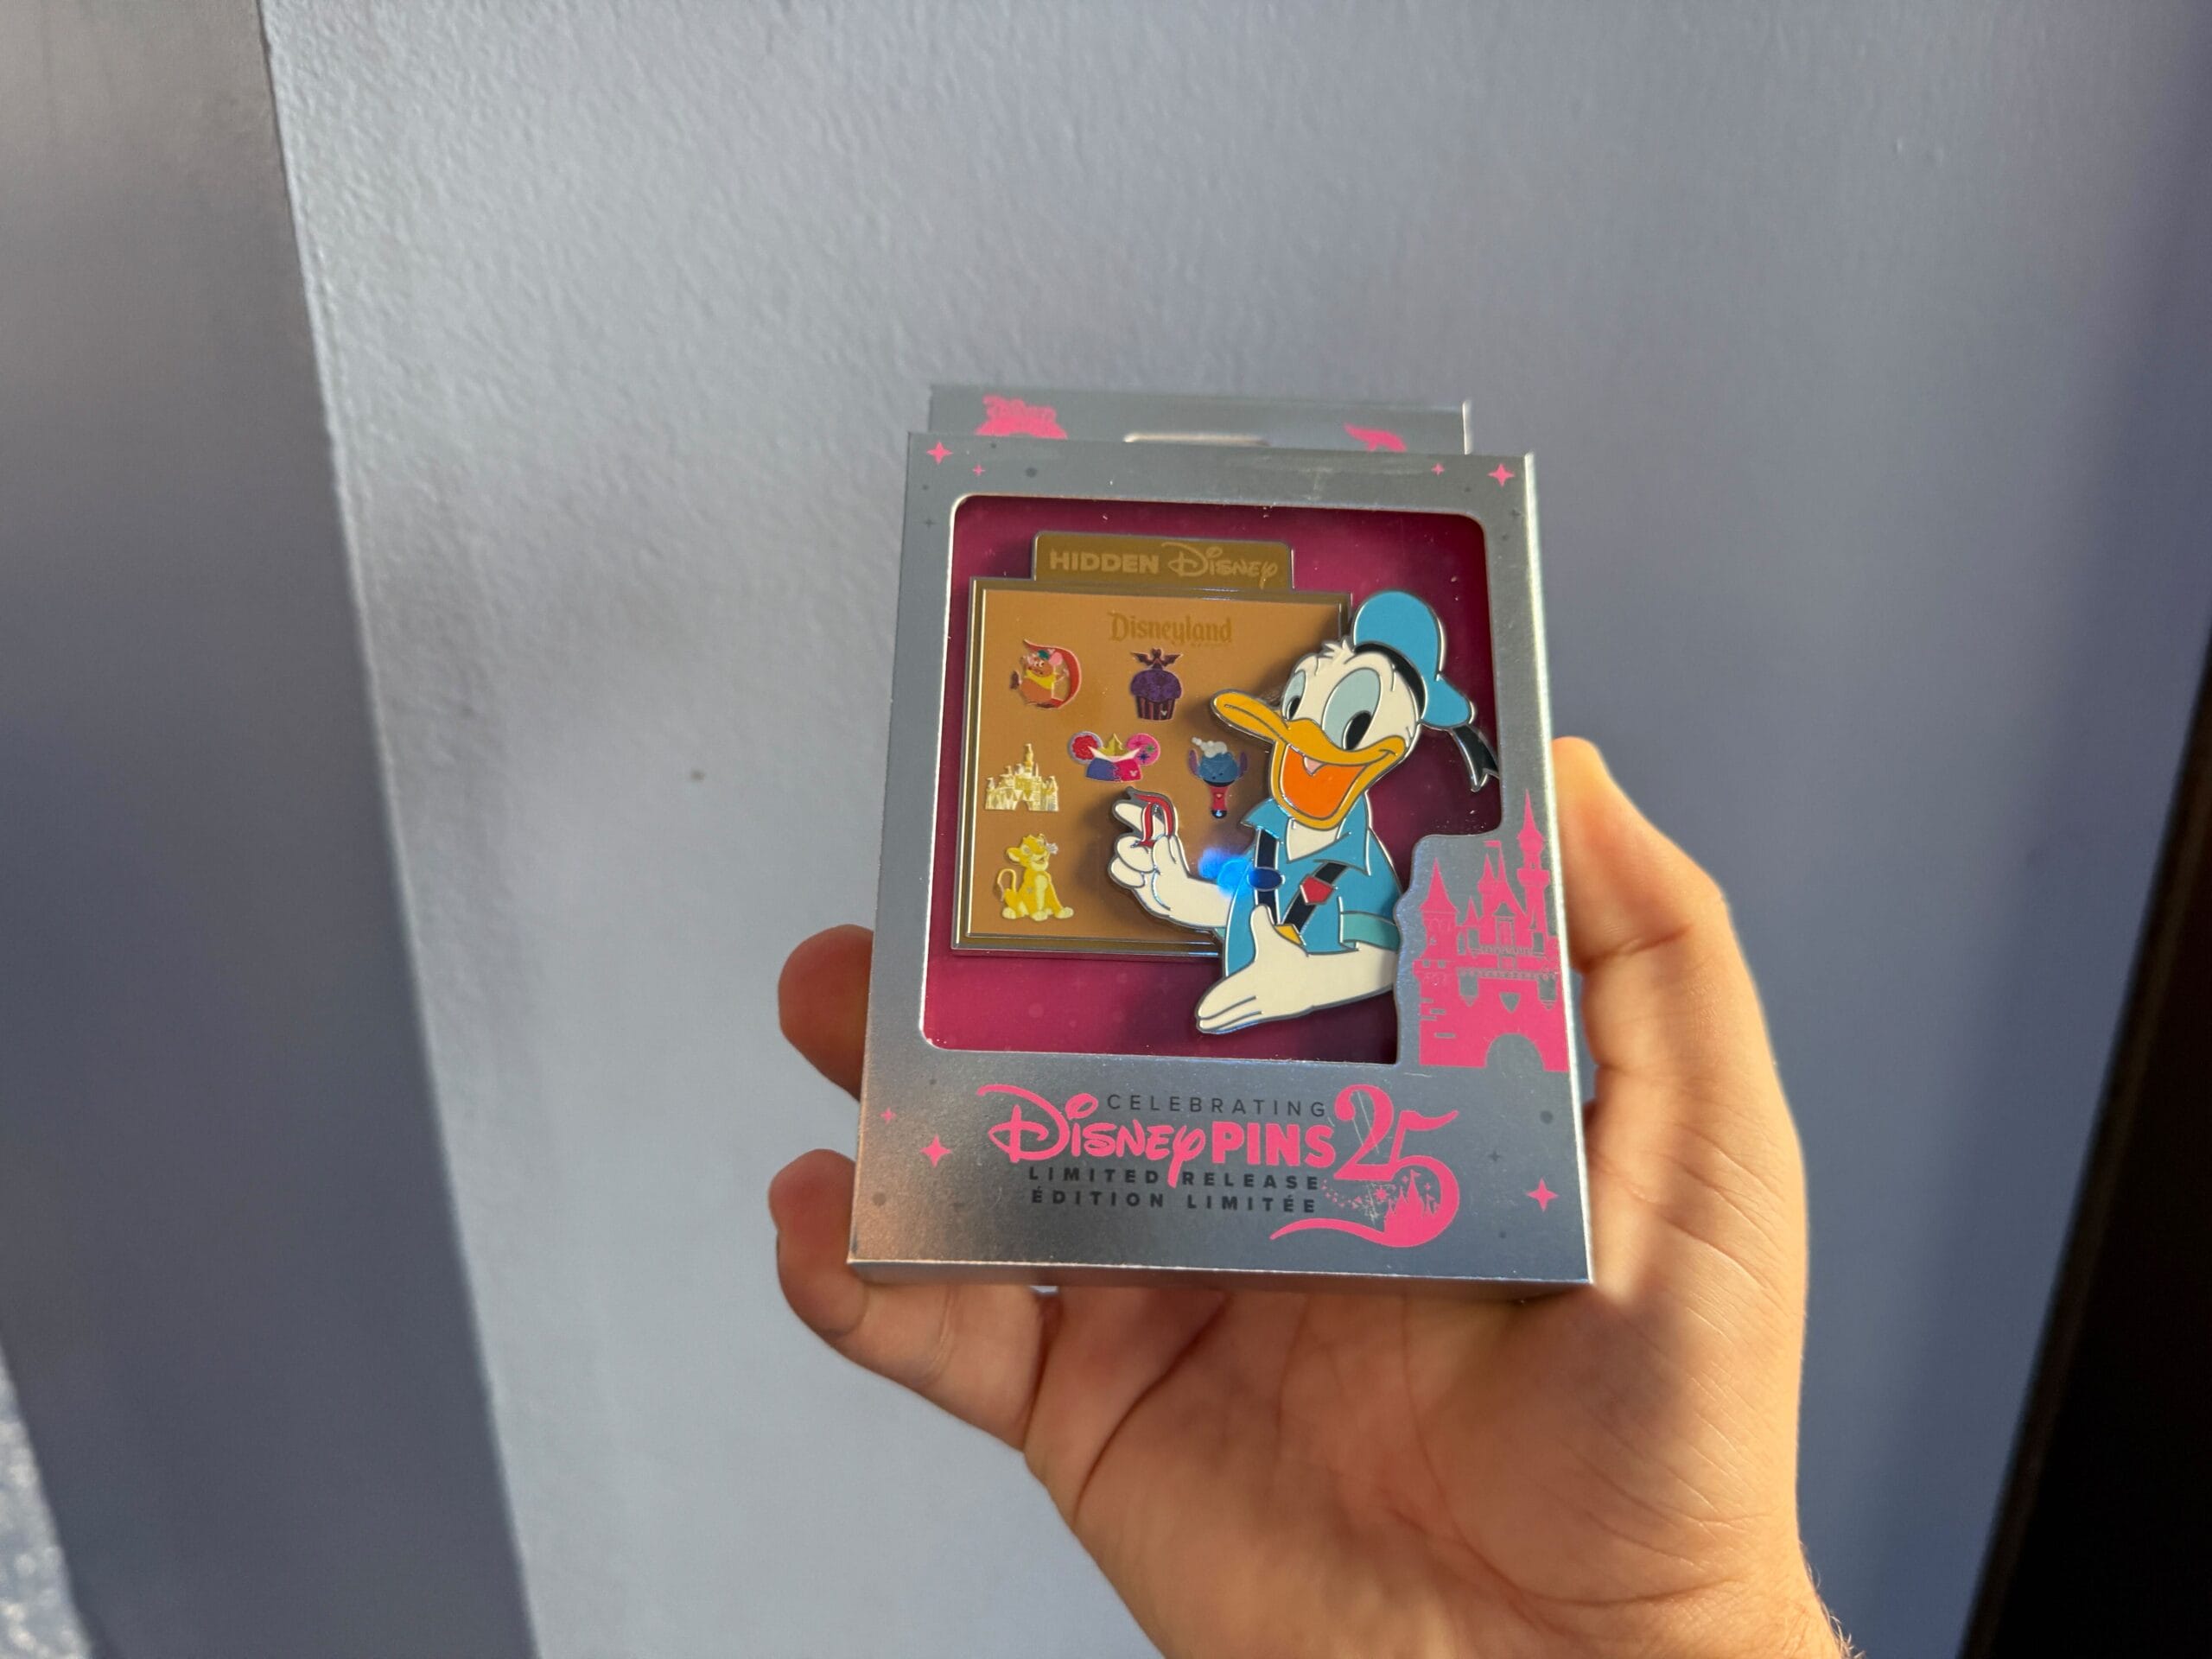 HIDDEN Disney
Disneyland
D
CELEBRATING
Disney PINS 25
LIMITED RELEASE
ÉDITION LIMITÉE